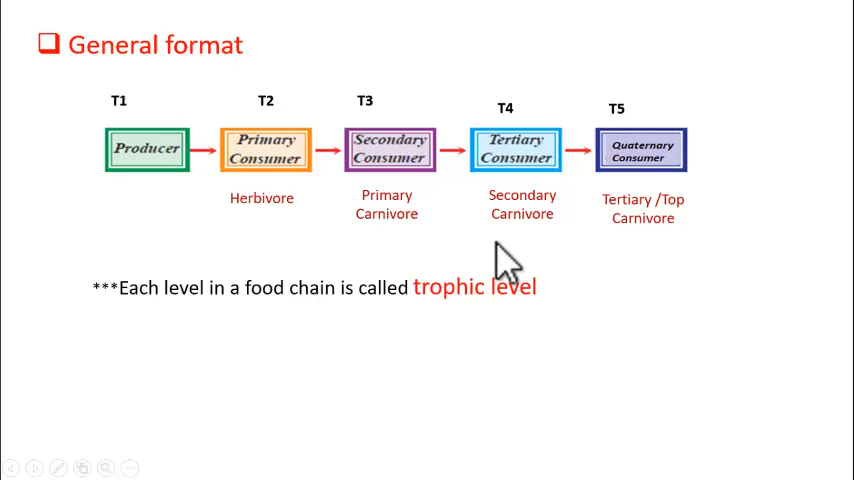 General format
T1 T2 T3 T4 T5
Producer
Primary
Consumer
Secondary
Consumer
Tertiary
Consumer
Quaternary
Consumer
Herbivore
Primary
Carnivore
Secondary
Carnivore
Tertiary /Top
Carnivore
***Each level in a food chain is called trophic level